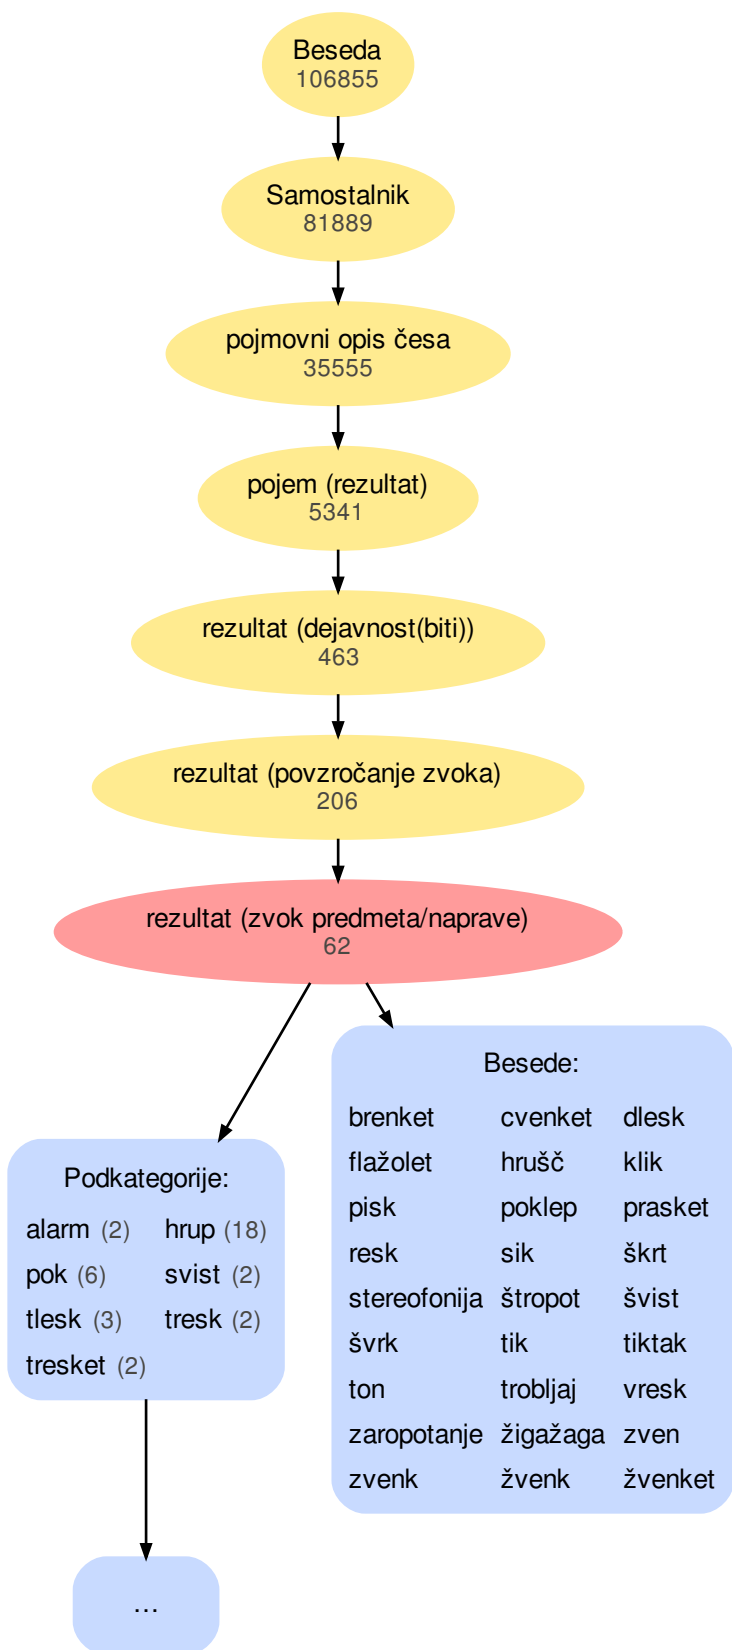 Beseda
106855
Samostalnik
81889
pojmovni opis česa
35555
pojem (rezultat)
5341
rezultat (dejavnost(biti))
463
rezultat (povzročanje zvoka)
206
rezultat (zvok predmeta/naprave)
62
Besede:
brenket cvenket dlesk
flažolet hrušč klik
pisk poklep prasket
resk sik škrt
stereofonija štropot švist
švrk tik tiktak
ton trobljaj vresk
zaropotanje žigažaga zven
zvenk žvenk žvenket
Podkategorije:
alarm (2) hrup (18)
pok (6) svist (2)
tlesk (3) tresk (2)
tresket (2)
...